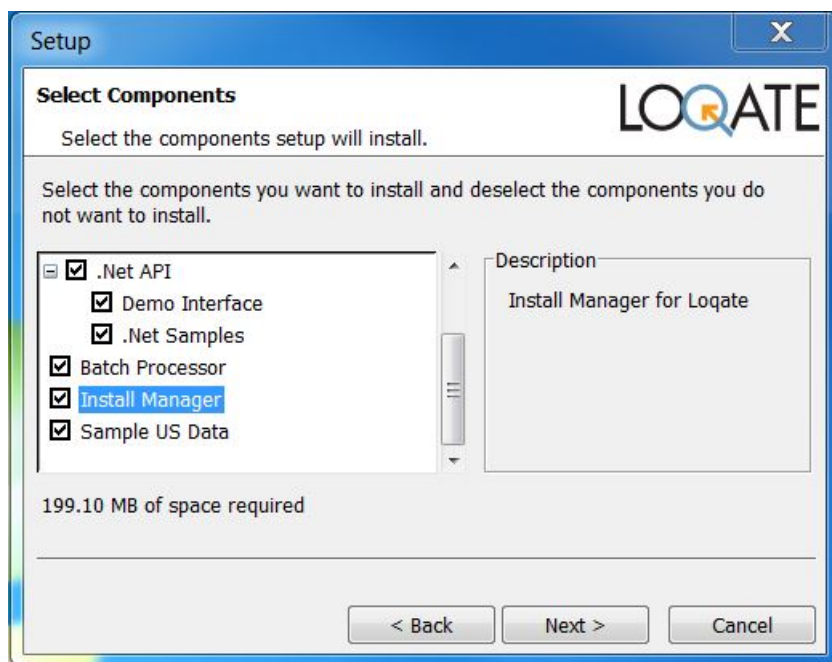 Setup
X
Select Components
LOQATE
Select the components setup will install.
Select the components you want to install and deselect the components you do
not want to install.
.Net API
Demo Interface
.Net Samples
Batch Processor
Install Manager
Sample US Data
Description
Install Manager for Loqate
199.10 MB of space required
< Back
Next >
Cancel